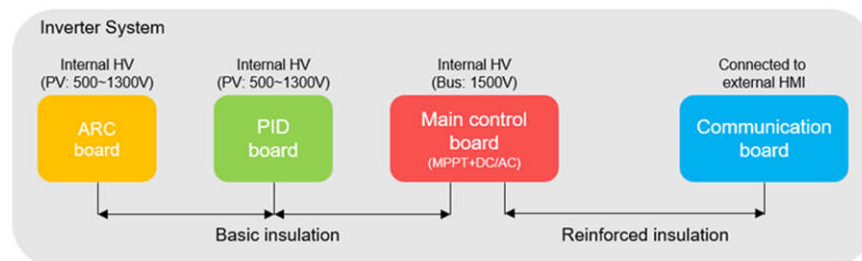 Inverter System
Internal HV
(PV: 500~1300V)
Internal HV
(PV: 500~1300V)
Internal HV
(Bus: 1500V)
Connected to
external HMI
ARC
board
PID
board
Main control
board
(MPPT+DC/AC)
Communication
board
Basic insulation
Reinforced insulation